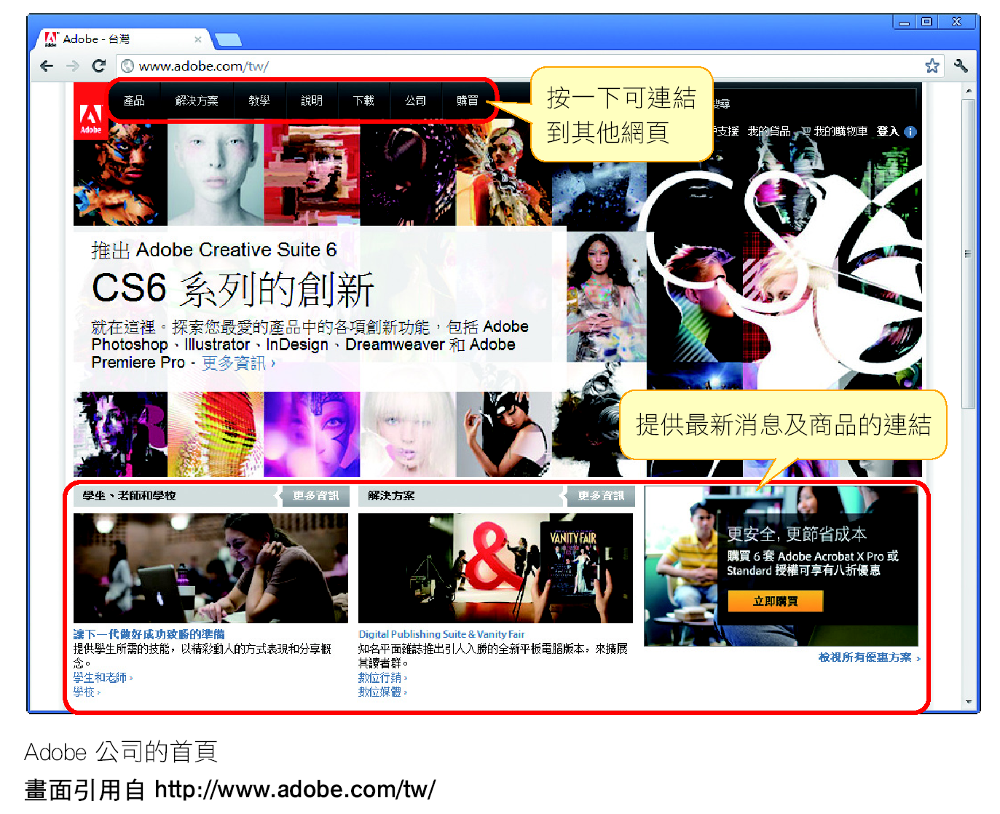 Adobe - 台灣
www.adobe.com/tw/
產品 解決方案 教學 說明 下載 公司 購買
搜尋
Adobe
按一下可連結
到其他網頁
支援 我的貨品 我的購物車 登入
推出 Adobe Creative Suite 6
CS6 系列的創新
就在這裡。探索您最愛的產品中的各項創新功能，包括 Adobe
Photoshop、Illustrator、InDesign、Dreamweaver 和 Adobe
Premiere Pro。更多資訊 ›
提供最新消息及商品的連結
學生、老師和學校 更多資訊
讓下一代做好成功致勝的準備
提供學生所需的技能，以精彩動人的方式表現和分享概
念。
學生和老師 ›
學校 ›
解決方案 更多資訊
VANITY FAIR
Digital Publishing Suite & Vanity Fair
知名平面雜誌推出引人入勝的全新平板電腦版本，來擴展
其讀者群。
數位行銷 ›
數位媒體 ›
更安全，更節省成本
購買 6 套 Adobe Acrobat X Pro 或
Standard 授權可享有八折優惠
立即購買
檢視所有優惠方案 ›
Adobe 公司的首頁
畫面引用自 http://www.adobe.com/tw/